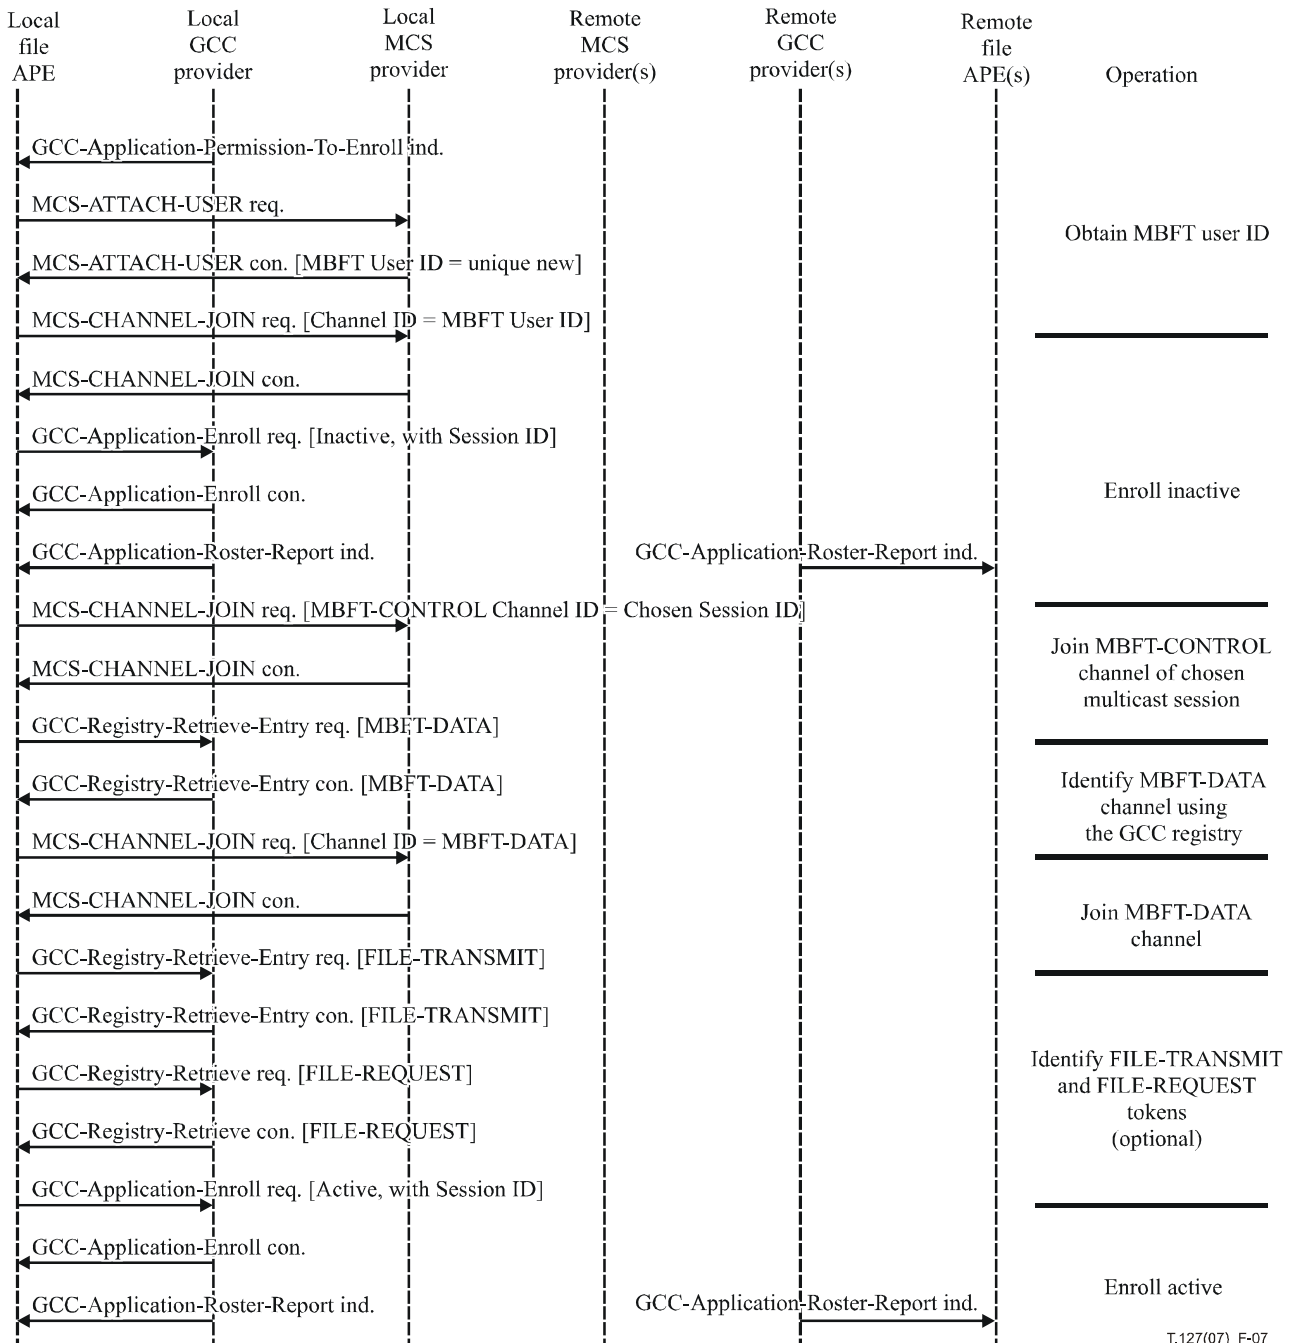 Local
file
APE
Local
GCC
provider
Local
MCS
provider
Remote
MCS
provider(s)
Remote
GCC
provider(s)
Remote
file
APE(s)
Operation
GCC-Application-Permission-To-Enroll ind.
MCS-ATTACH-USER req.
Obtain MBFT user ID
MCS-ATTACH-USER con. [MBFT User ID = unique new]
MCS-CHANNEL-JOIN req. [Channel ID = MBFT User ID]
MCS-CHANNEL-JOIN con.
GCC-Application-Enroll req. [Inactive, with Session ID]
GCC-Application-Enroll con.
Enroll inactive
GCC-Application-Roster-Report ind.
GCC-Application-Roster-Report ind.
MCS-CHANNEL-JOIN req. [MBFT-CONTROL Channel ID = Chosen Session ID]
MCS-CHANNEL-JOIN con.
Join MBFT-CONTROL
channel of chosen
multicast session
GCC-Registry-Retrieve-Entry req. [MBFT-DATA]
GCC-Registry-Retrieve-Entry con. [MBFT-DATA]
Identify MBFT-DATA
channel using
the GCC registry
MCS-CHANNEL-JOIN req. [Channel ID = MBFT-DATA]
MCS-CHANNEL-JOIN con.
Join MBFT-DATA
channel
GCC-Registry-Retrieve-Entry req. [FILE-TRANSMIT]
GCC-Registry-Retrieve-Entry con. [FILE-TRANSMIT]
GCC-Registry-Retrieve req. [FILE-REQUEST]
GCC-Registry-Retrieve con. [FILE-REQUEST]
Identify FILE-TRANSMIT
and FILE-REQUEST
tokens
(optional)
GCC-Application-Enroll req. [Active, with Session ID]
GCC-Application-Enroll con.
Enroll active
GCC-Application-Roster-Report ind.
GCC-Application-Roster-Report ind.
T.127(07)_F-07